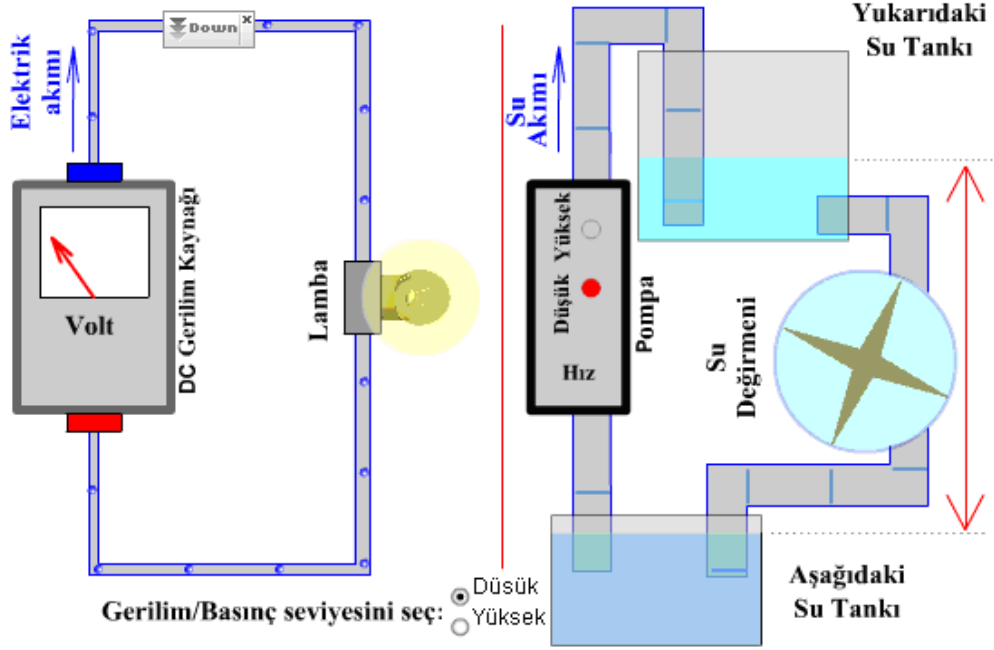 Down
x
Elektrik
akımı
DC Gerilim Kaynağı
Volt
Lamba
Su
Akımı
Yukarıdaki
Su Tankı
Düşük Yüksek
Hız
Pompa
Su
Değirmeni
Aşağıdaki
Su Tankı
Gerilim/Basınç seviyesini seç:
Düsük
Yüksek